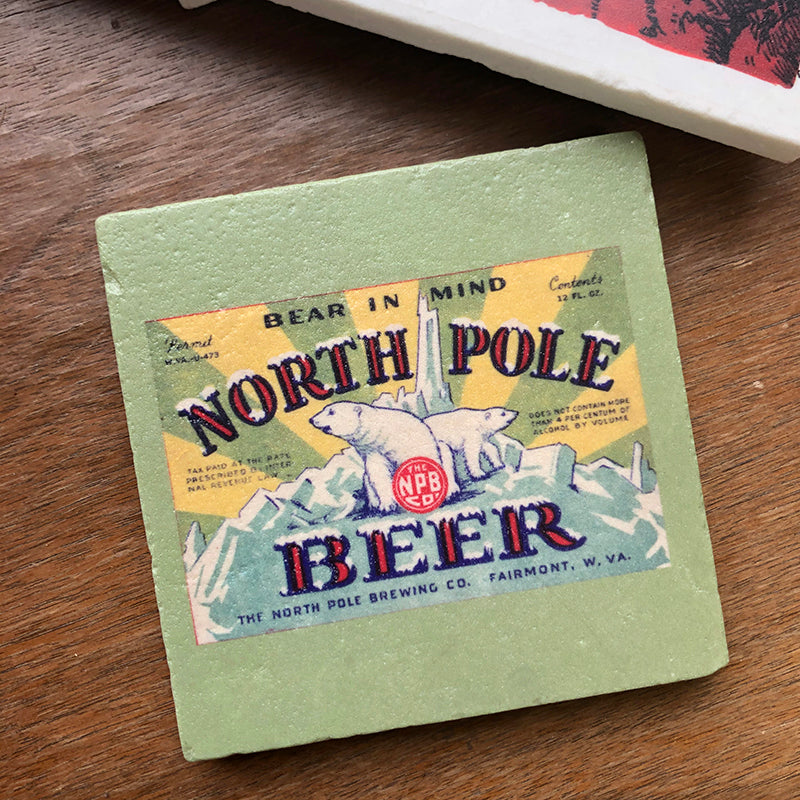 BEAR IN MIND
Permit
W.VA.-U-473
Contents
12 FL. OZ.
NORTH POLE
DOES NOT CONTAIN MORE
THAN 4 PER CENTUM OF
ALCOHOL BY VOLUME
TAX PAID AT THE RATE
PRESCRIBED BY INTER
NAL REVENUE LAW
THE
NPB
CO.
BEER
THE NORTH POLE BREWING CO. FAIRMONT, W. VA.